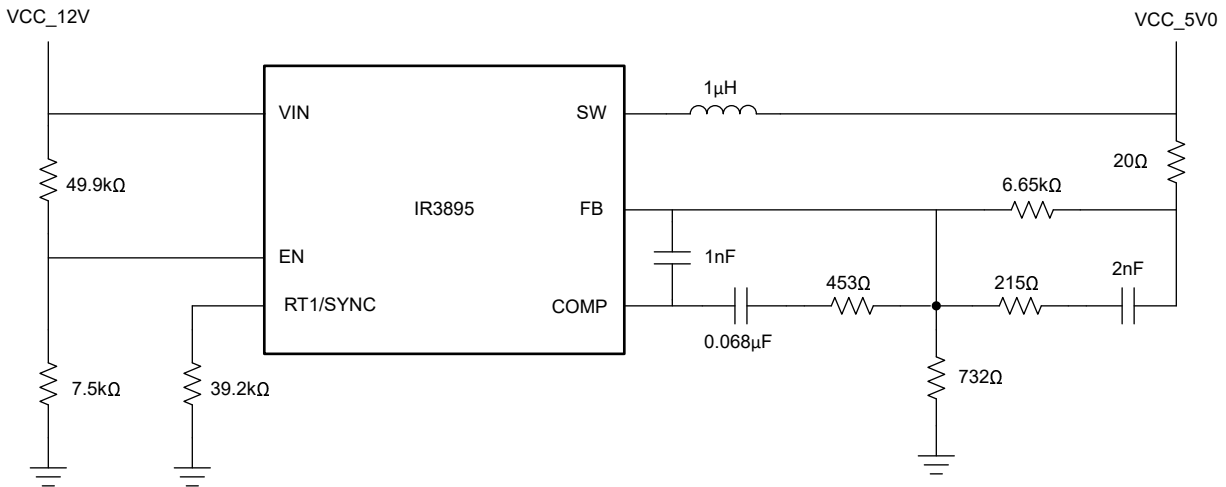 VCC_12V
VCC_5V0
1µH
VIN
SW
20Ω
49.9kΩ
6.65kΩ
IR3895
FB
EN
1nF
453Ω
215Ω
2nF
RT1/SYNC
COMP
0.068µF
7.5kΩ
39.2kΩ
732Ω